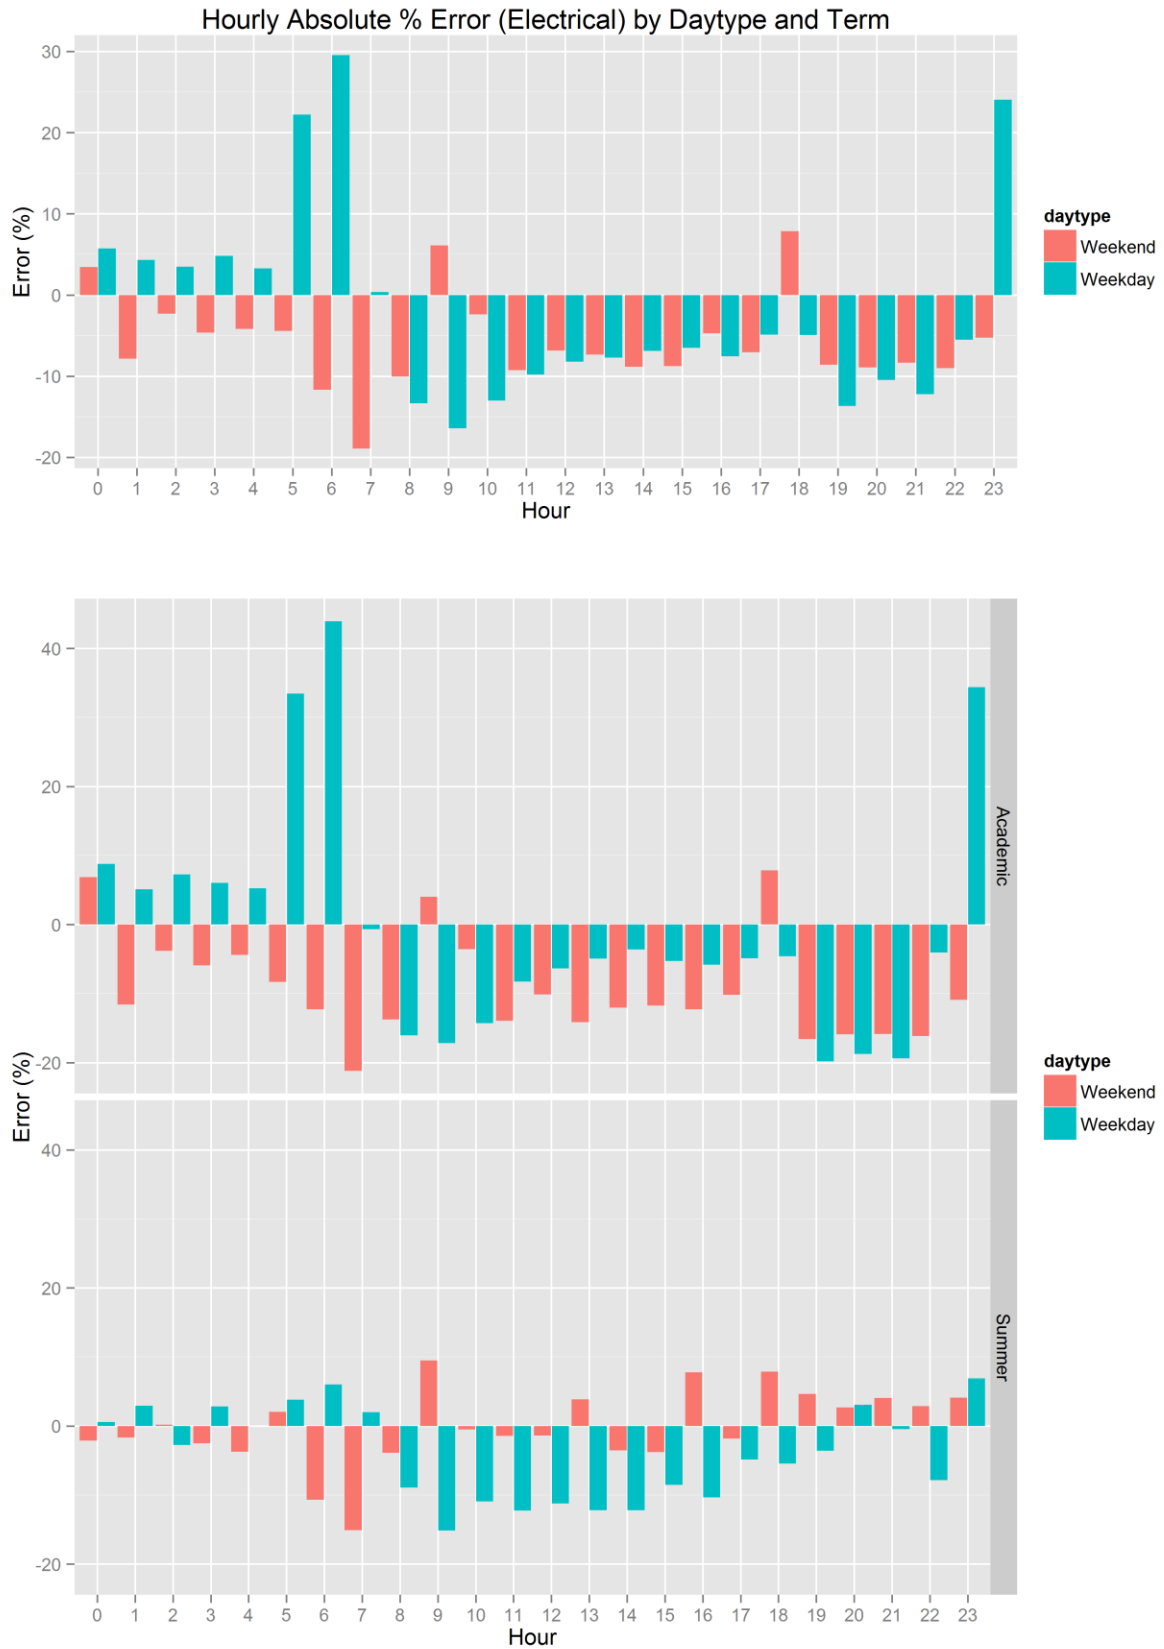 Hourly Absolute % Error (Electrical) by Daytype and Term
30
20
10
0
-10
-20
Error (%)
0 1 2 3 4 5 6 7 8 9 10 11 12 13 14 15 16 17 18 19 20 21 22 23
Hour
daytype
Weekend
Weekday
40
20
0
-20
Academic
Error (%)
40
20
0
-20
Summer
0 1 2 3 4 5 6 7 8 9 10 11 12 13 14 15 16 17 18 19 20 21 22 23
Hour
daytype
Weekend
Weekday